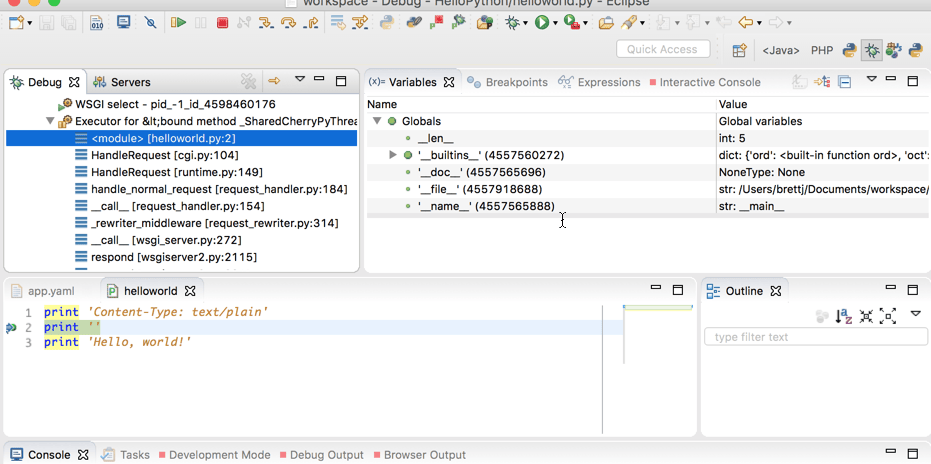 workspace - Debug - HelloPython/helloworld.py - Eclipse
Quick Access
<Java> PHP
Debug Servers
WSGI select - pid_-1_id_4598460176
Executor for &lt;bound method _SharedCherryPyThre
<module> [helloworld.py:2]
HandleRequest [cgi.py:104]
HandleRequest [runtime.py:149]
handle_normal_request [request_handler.py:184]
__call__ [request_handler.py:154]
_rewriter_middleware [request_rewriter.py:314]
__call__ [wsgi_server.py:272]
respond [wsgiserver2.py:2115]
(x)= Variables Breakpoints Expressions Interactive Console
Name Value
Globals Global variables
__len__ int: 5
'__builtins__' (4557560272) dict: {'ord': <built-in function ord>, 'oct':
'__doc__' (4557565696) NoneType: None
'__file__' (4557918688) str: /Users/brettj/Documents/workspace/
'__name__' (4557565888) str: __main__
app.yaml helloworld
1 print 'Content-Type: text/plain'
2 print ''
3 print 'Hello, world!'
Outline
type filter text
Console Tasks Development Mode Debug Output Browser Output